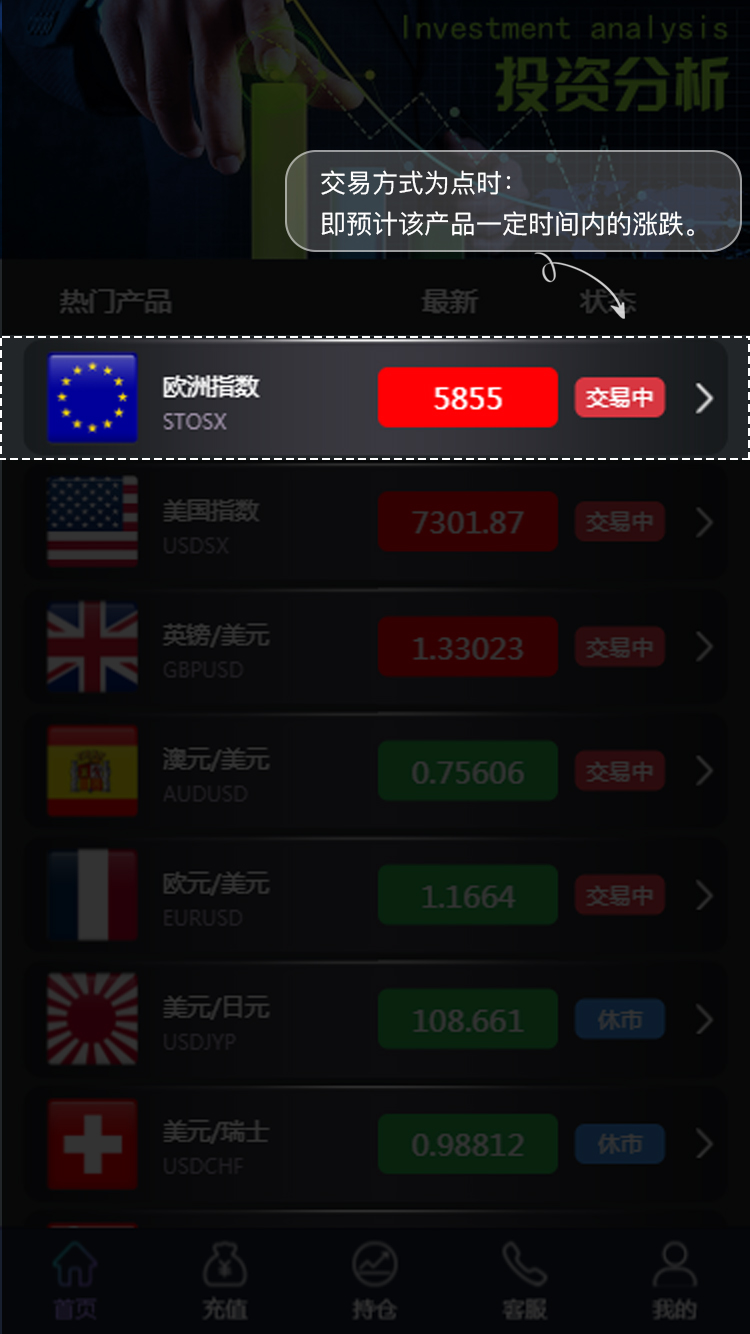 Investment analysis
投资分析
交易方式为点时：
即预计该产品一定时间内的涨跌。
热门产品 最新 状态
欧洲指数 5855 交易中
STOSX
美国指数 7301.87 交易中
USDSX
英镑/美元 1.33023 交易中
GBPUSD
澳元/美元 0.75606 交易中
AUDUSD
欧元/美元 1.1664 交易中
EURUSD
美元/日元 108.661 休市
USDJYP
美元/瑞士 0.98812 休市
USDCHF
首页 充值 持仓 客服 我的